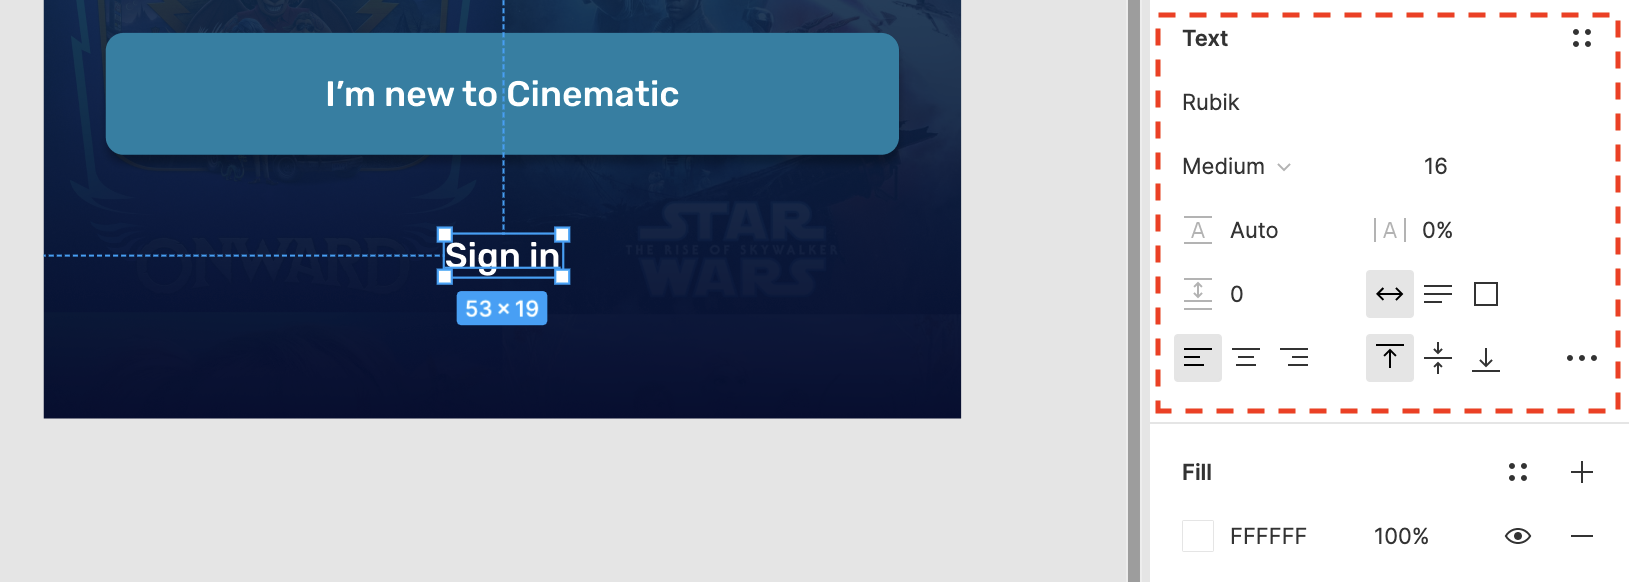 I’m new to Cinematic
ONWARD
STAR
THE RISE OF SKYWALKER
WARS
Sign in
53 × 19
Text
Rubik
Medium 16
A Auto |A| 0%
0
Fill
FFFFFF 100%